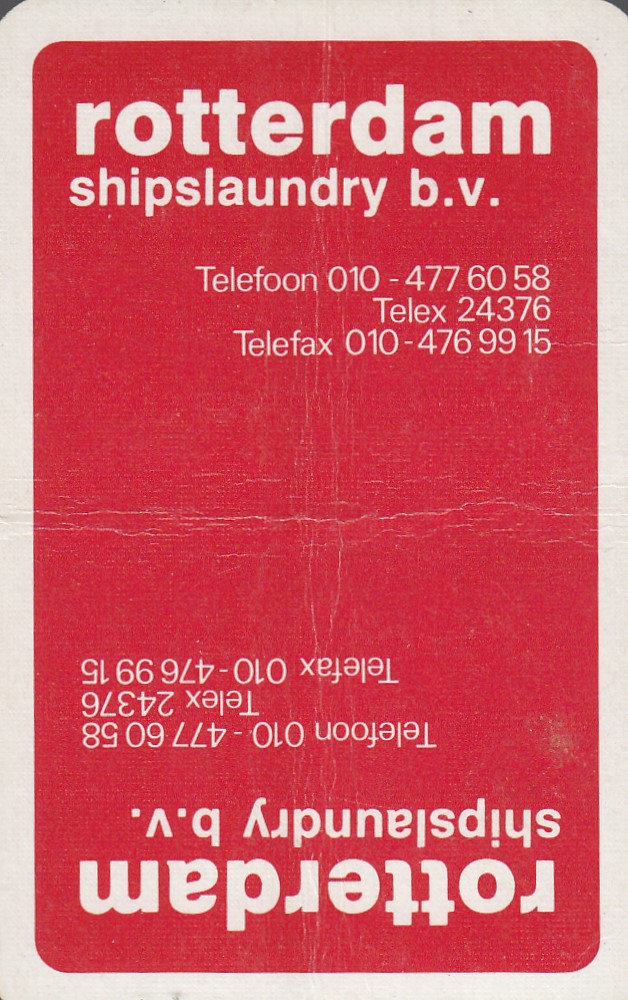 rotterdam
shipslaundry b.v.
Telefoon 010 - 477 60 58
Telex 24376
Telefax 010 - 476 99 15
rotterdam
shipslaundry b.v.
Telefoon 010 - 477 60 58
Telex 24376
Telefax 010 - 476 99 15